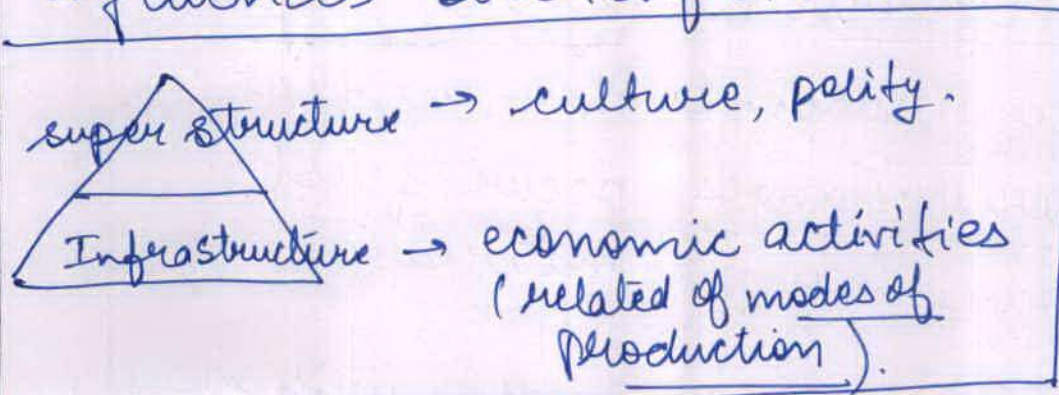 super structure → culture, polity.
Infrastructure → economic activities
(related of modes of
production).